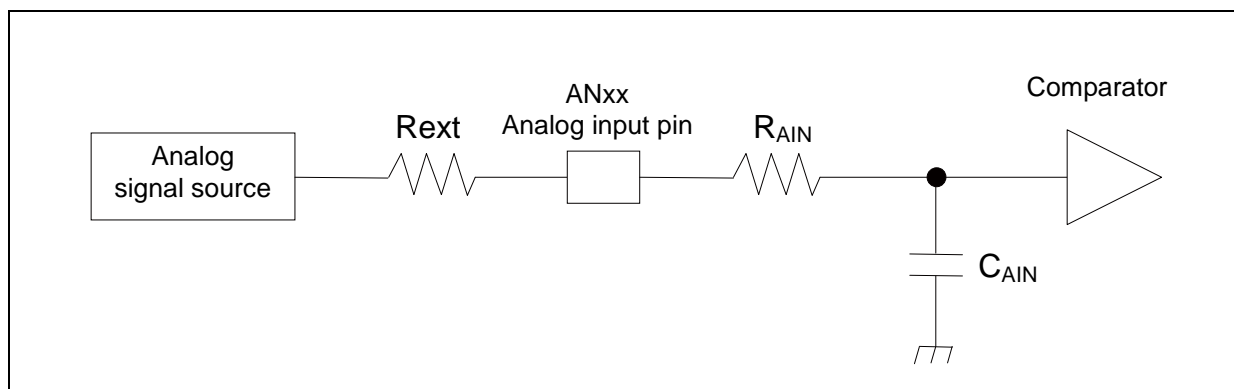 Analog
signal source
Rext
ANxx
Analog input pin
RAIN
Comparator
CAIN